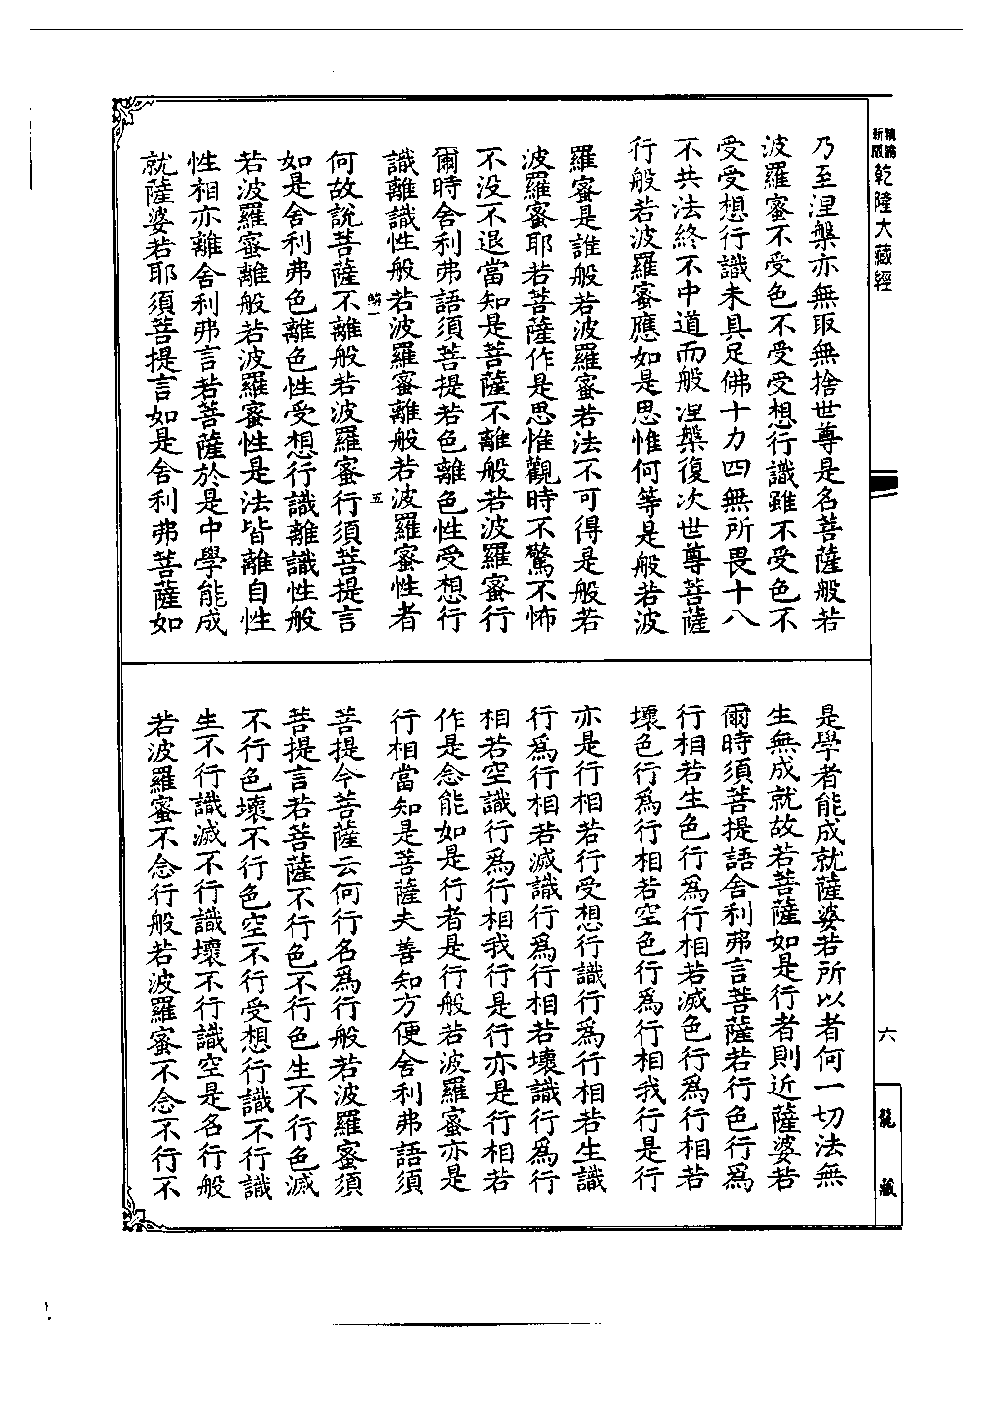 新版
精編
乾隆大藏經
乃至涅槃亦無取無捨世尊是名菩薩般若
波羅蜜不受色不受受想行識雖不受色不
受受想行識未具足佛十力四無所畏十八
不共法終不中道而般涅槃復次世尊菩薩
行般若波羅蜜應如是思惟何等是般若波
羅蜜是誰般若波羅蜜若法不可得是般若
波羅蜜耶若菩薩作是思惟觀時不驚不怖
不没不退當知是菩薩不離般若波羅蜜行
爾時舍利弗語須菩提若色離色性受想行
識離識性般若波羅蜜離般若波羅蜜性者
五
何故說菩薩不離般若波羅蜜行須菩提言
如是舍利弗色離色性受想行識離識性般
若波羅蜜離般若波羅蜜性是法皆離自性
性相亦離舍利弗言若菩薩於是中學能成
就薩婆若耶須菩提言如是舍利弗菩薩如
是學者能成就薩婆若所以者何一切法無
生無成就故若菩薩如是行者則近薩婆若
爾時須菩提語舍利弗言菩薩若行色行爲
行相若生色行爲行相若滅色行爲行相若
壞色行爲行相若空色行爲行相我行是行
亦是行相若行受想行識行爲行相若生識
行爲行相若滅識行爲行相若壞識行爲行
相若空識行爲行相我行是行亦是行相若
作是念能如是行者是行般若波羅蜜亦是
行相當知是菩薩夫善知方便舍利弗語須
菩提今菩薩云何行名爲行般若波羅蜜須
菩提言若菩薩不行色不行色生不行色滅
不行色壞不行色空不行受想行識不行識
生不行識滅不行識壞不行識空是名行般
若波羅蜜不念行般若波羅蜜不念不行不
六
龍藏